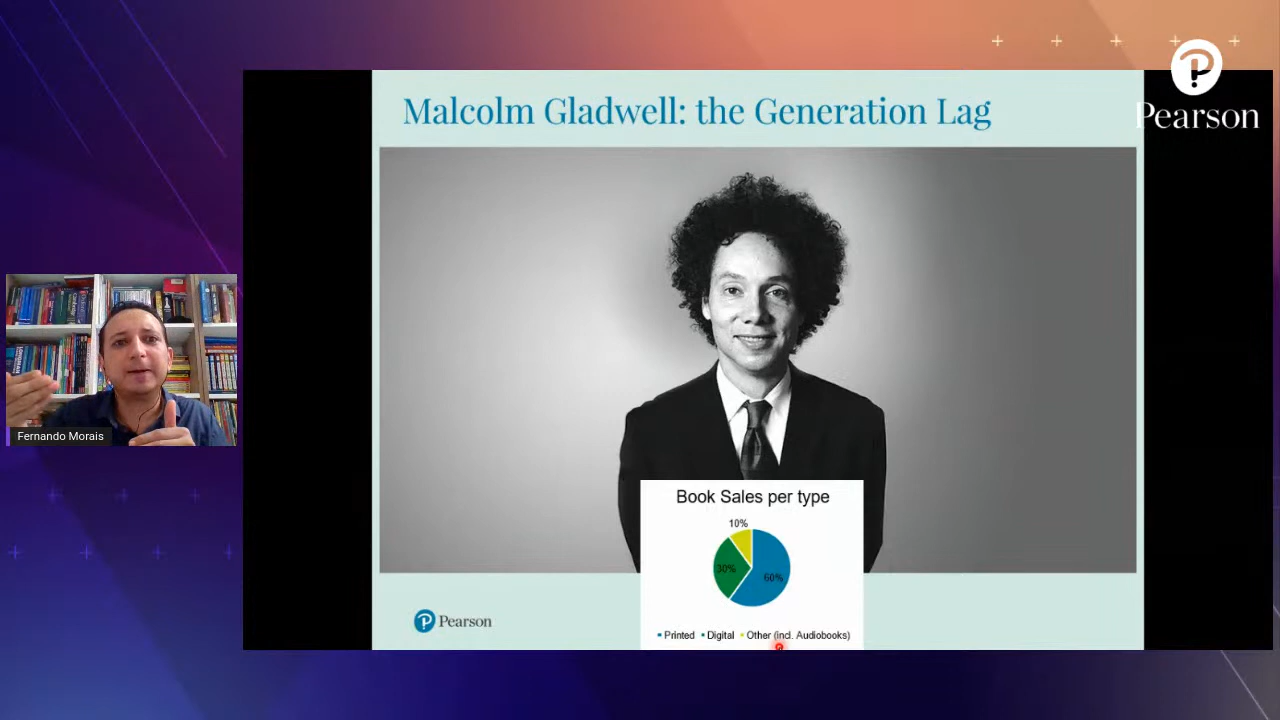 Malcolm Gladwell: the Generation Lag
Pearson
Fernando Morais
Book Sales per type
10%
30%
60%
Printed Digital Other (incl. Audiobooks)
Pearson